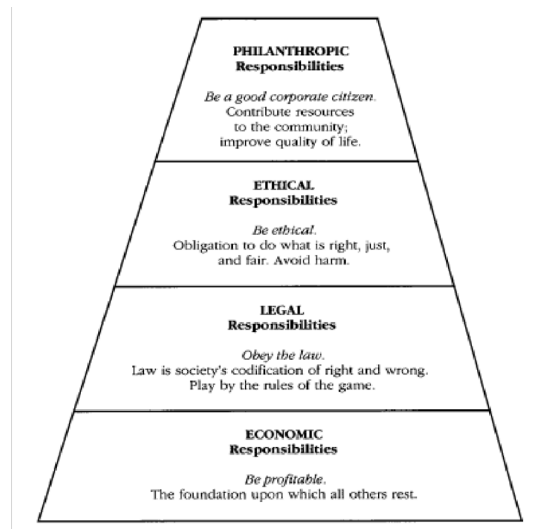 PHILANTHROPIC
Responsibilities
Be a good corporate citizen.
Contribute resources
to the community;
improve quality of life.
ETHICAL
Responsibilities
Be ethical.
Obligation to do what is right, just,
and fair. Avoid harm.
LEGAL
Responsibilities
Obey the law.
Law is society's codification of right and wrong.
Play by the rules of the game.
ECONOMIC
Responsibilities
Be profitable.
The foundation upon which all others rest.